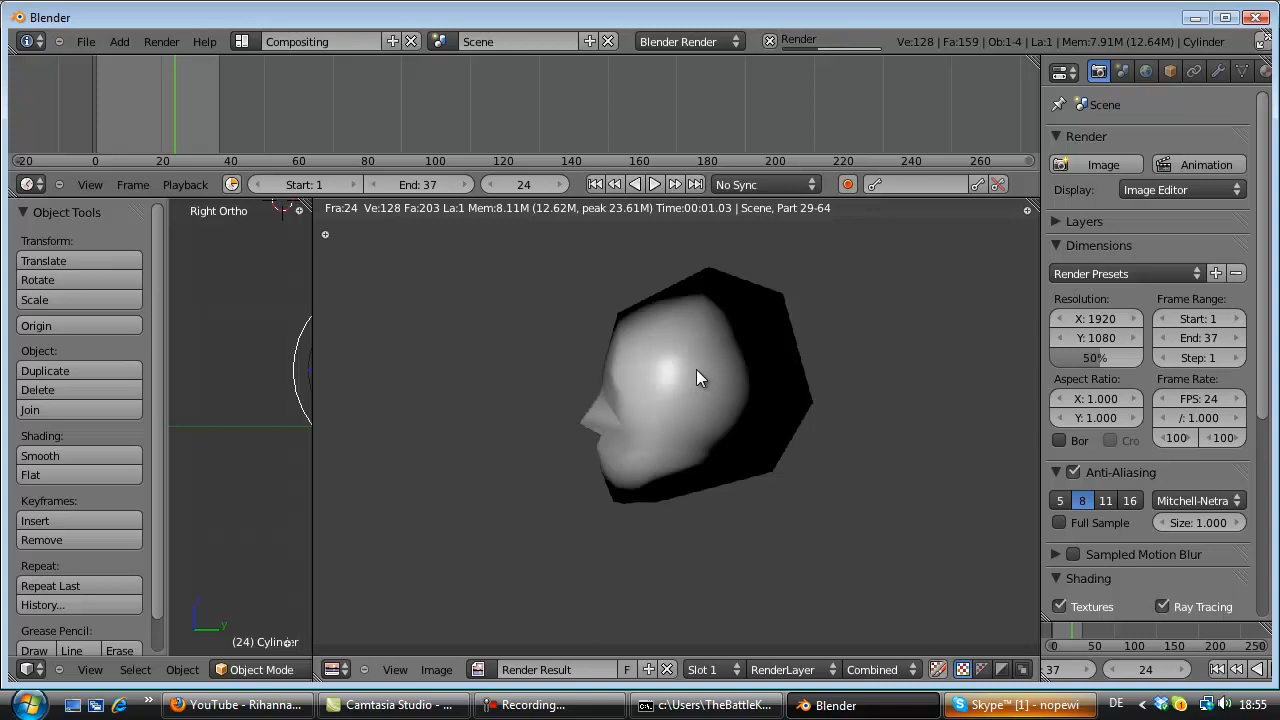 Blender
File Add Render Help Compositing Scene Blender Render Render Ve:128 | Fa:159 | Ob:1-4 | La:1 | Mem:7.91M (12.64M) | Cylinder
-20 0 20 40 60 80 100 120 140 160 180 200 220 240 260
View Frame Playback Start: 1 End: 37 24 No Sync
Object Tools
Transform:
Translate
Rotate
Scale
Origin
Object:
Duplicate
Delete
Join
Shading:
Smooth
Flat
Keyframes:
Insert
Remove
Repeat:
Repeat Last
History...
Grease Pencil:
Draw Line Erase
Right Ortho
y
(24) Cylinder
View Select Object Object Mode
Fra:24 Ve:128 Fa:203 La:1 Mem:8.11M (12.62M, peak 23.61M) Time:00:01.03 | Scene, Part 29-64
View Image Render Result F Slot 1 RenderLayer Combined
Scene
Render
Image Animation
Display: Image Editor
Layers
Dimensions
Render Presets
Resolution: Frame Range:
X: 1920 Start: 1
Y: 1080 End: 37
50% Step: 1
Aspect Ratio: Frame Rate:
X: 1.000 FPS: 24
Y: 1.000 /: 1.000
Bor Cro 100 100
Anti-Aliasing
5 8 11 16 Mitchell-Netra
Full Sample Size: 1.000
Sampled Motion Blur
Shading
Textures Ray Tracing
0 50 100 150 200 250
37 24
YouTube - Rihanna... Camtasia Studio - ... Recording... c:\Users\TheBattleK... Blender Skype™ [1] - nopewi DE 18:55